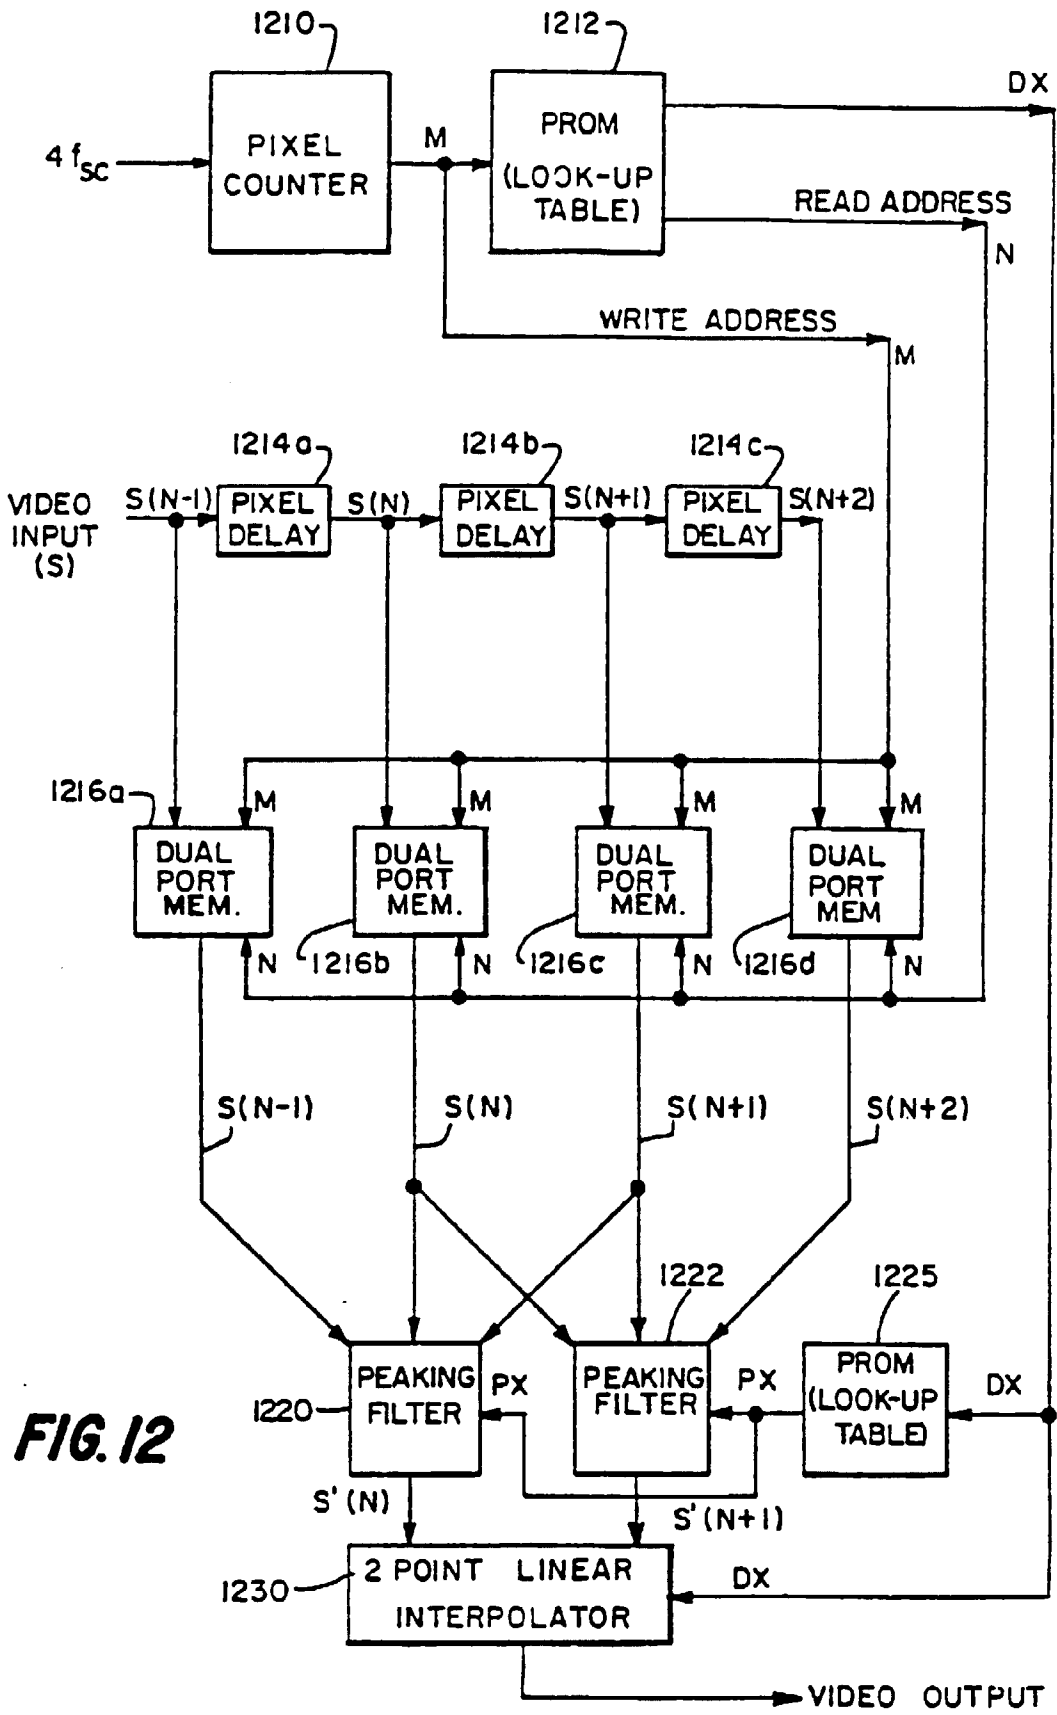 1210
1212
DX
4 fsc
PIXEL
COUNTER
M
PROM
(LOOK-UP
TABLE)
READ ADDRESS
N
WRITE ADDRESS
M
1214a
1214b
1214c
VIDEO
INPUT
(S)
S(N-1)
PIXEL
DELAY
S(N)
PIXEL
DELAY
S(N+1)
PIXEL
DELAY
S(N+2)
1216a
M
M
M
M
DUAL
PORT
MEM.
DUAL
PORT
MEM.
DUAL
PORT
MEM.
DUAL
PORT
MEM
N
1216b
N
1216c
N
1216d
N
S(N-1)
S(N)
S(N+1)
S(N+2)
1222
1225
PEAKING
FILTER
1220
PX
PEAKING
FILTER
PX
PROM
(LOOK-UP
TABLE)
DX
FIG. 12
S'(N)
S'(N+1)
1230
2 POINT LINEAR
INTERPOLATOR
DX
VIDEO OUTPUT